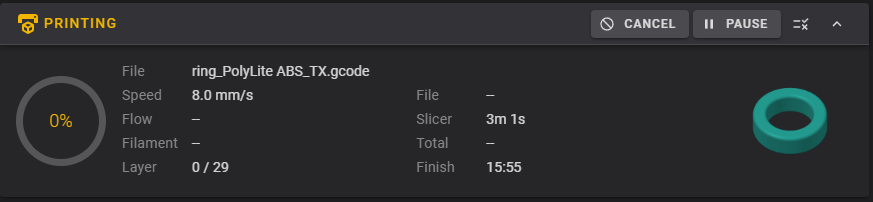 PRINTING CANCEL PAUSE
File ring_PolyLite ABS_TX.gcode
Speed 8.0 mm/s File --
0% Flow -- Slicer 3m 1s
Filament -- Total --
Layer 0 / 29 Finish 15:55